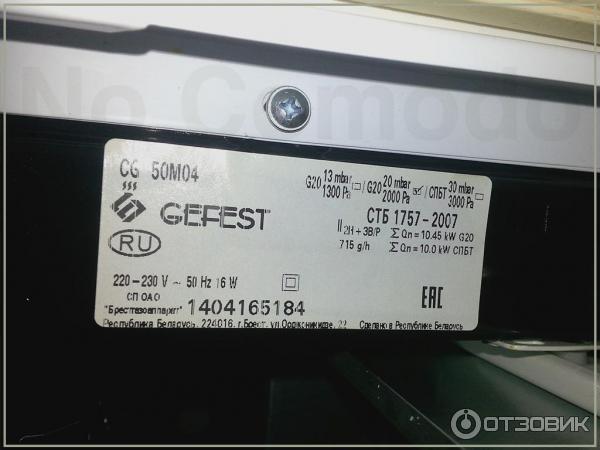 No Comodo
CG 50M04
G20 13 mbar 1300 Pa / G20 20 mbar 2000 Pa СПБТ 30 mbar 3000 Pa
GEFEST
СТБ 1757-2007
RU
II 2H + 3B/P Σ Qn = 10.45 kW G20
715 g/h Σ Qn = 10.0 kW СПБТ
220-230 V ~ 50 Hz 16 W
EAC
СП ОАО
"Брестгазоаппарат" 1404165184
Республика Беларусь, 224016, г. Брест, ул. Орджоникидзе, 22 Сделано в Республике Беларусь
ОТЗОВИК